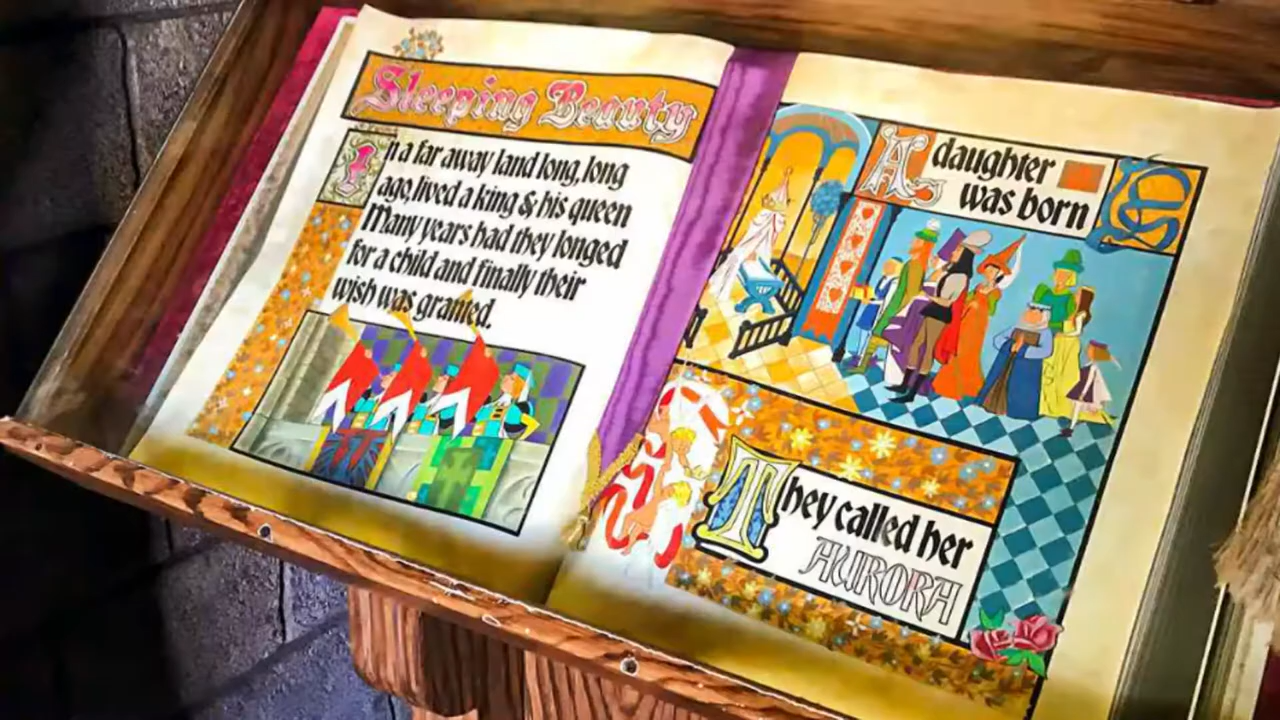 Sleeping Beauty
In a far away land long, long
ago, lived a king & his queen
Many years had they longed
for a child and finally their
wish was granted.
A daughter
was born
They called her
AURORA